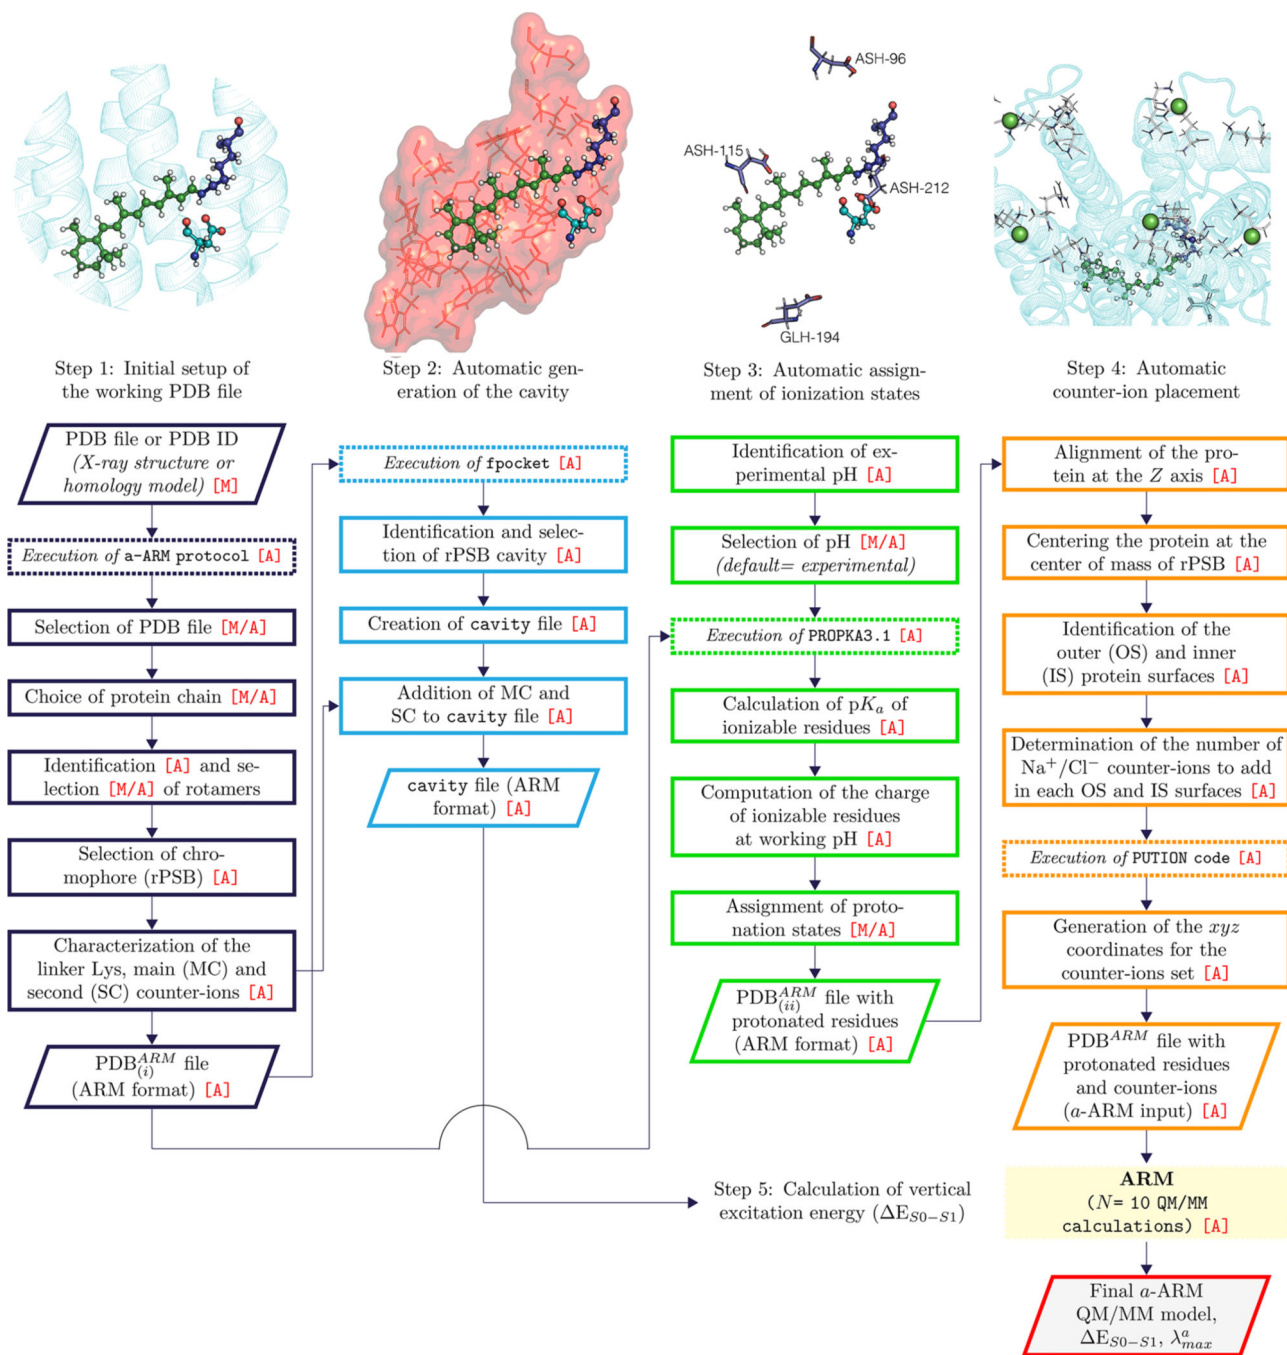 ASH-96
ASH-115
ASH-212
GLH-194
Step 1: Initial setup of
the working PDB file
PDB file or PDB ID
(X-ray structure or
homology model) [M]
Execution of a-ARM protocol [A]
Selection of PDB file [M/A]
Choice of protein chain [M/A]
Identification [A] and se-
lection [M/A] of rotamers
Selection of chro-
mophore (rPSB) [A]
Characterization of the
linker Lys, main (MC) and
second (SC) counter-ions [A]
PDB_{(i)}^{ARM} file
(ARM format) [A]
Step 2: Automatic gen-
eration of the cavity
Execution of fpocket [A]
Identification and selec-
tion of rPSB cavity [A]
Creation of cavity file [A]
Addition of MC and
SC to cavity file [A]
cavity file (ARM
format) [A]
Step 3: Automatic assign-
ment of ionization states
Identification of ex-
perimental pH [A]
Selection of pH [M/A]
(default= experimental)
Execution of PROPKA3.1 [A]
Calculation of pK_a of
ionizable residues [A]
Computation of the charge
of ionizable residues
at working pH [A]
Assignment of proto-
nation states [M/A]
PDB_{(ii)}^{ARM} file with
protonated residues
(ARM format) [A]
Step 4: Automatic
counter-ion placement
Alignment of the pro-
tein at the Z axis [A]
Centering the protein at the
center of mass of rPSB [A]
Identification of the
outer (OS) and inner
(IS) protein surfaces [A]
Determination of the number of
Na⁺/Cl⁻ counter-ions to add
in each OS and IS surfaces [A]
Execution of PUTION code [A]
Generation of the xyz
coordinates for the
counter-ions set [A]
PDB^{ARM} file with
protonated residues
and counter-ions
(a-ARM input) [A]
Step 5: Calculation of vertical
excitation energy (ΔE_{S0−S1})
ARM
(N= 10 QM/MM
calculations) [A]
Final a-ARM
QM/MM model,
ΔE_{S0−S1}, λ_{max}^{a}